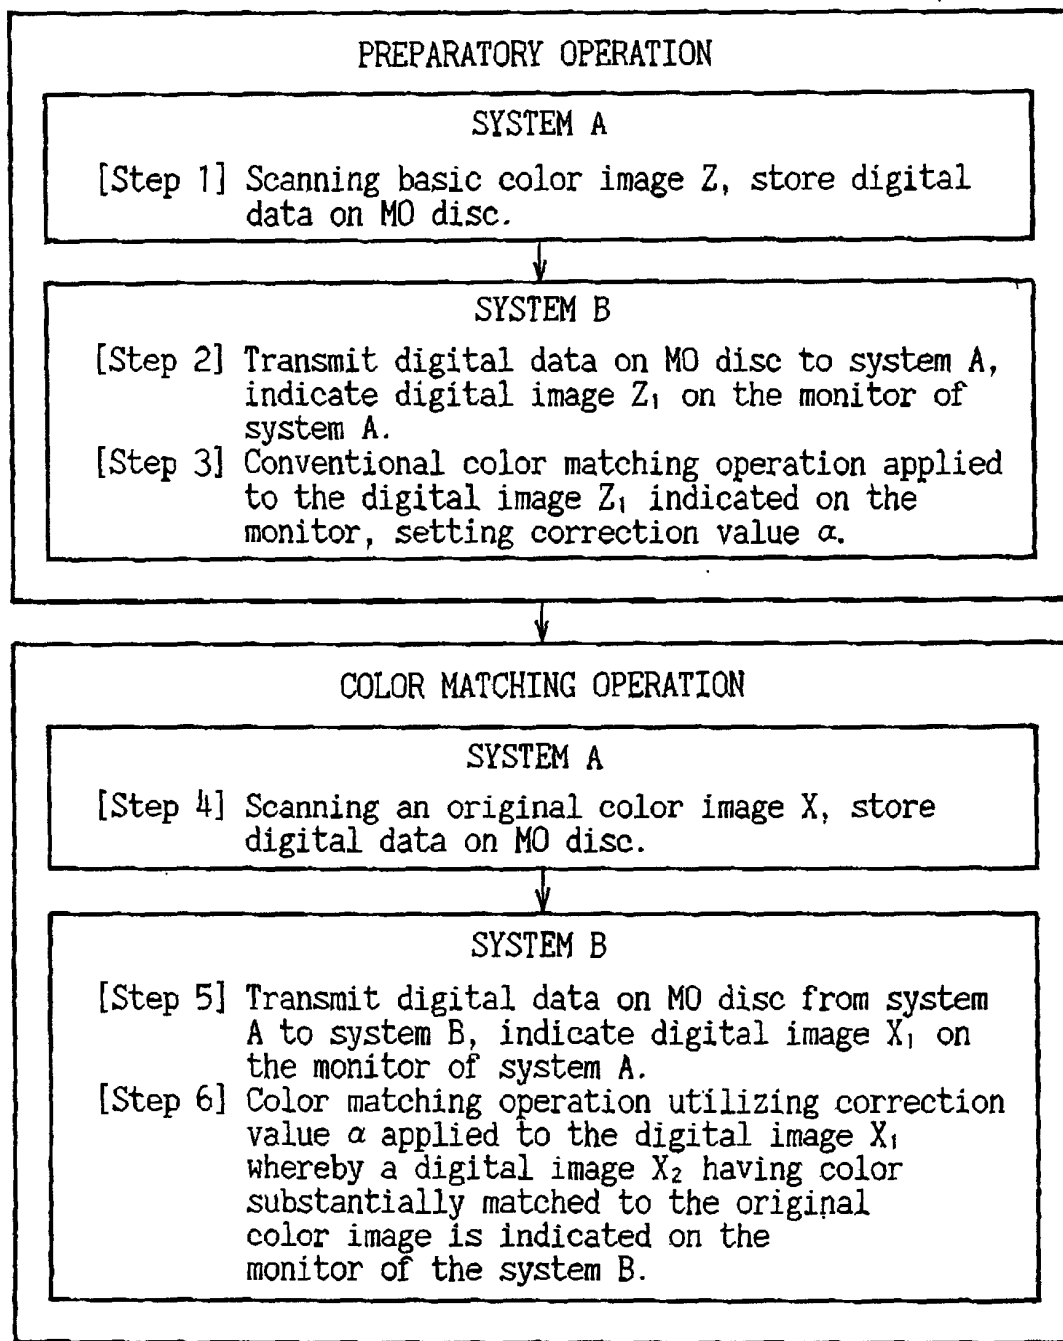 PREPARATORY OPERATION
SYSTEM A
[Step 1] Scanning basic color image Z, store digital
data on MO disc.
SYSTEM B
[Step 2] Transmit digital data on MO disc to system A,
indicate digital image Z₁ on the monitor of
system A.
[Step 3] Conventional color matching operation applied
to the digital image Z₁ indicated on the
monitor, setting correction value α.
COLOR MATCHING OPERATION
SYSTEM A
[Step 4] Scanning an original color image X, store
digital data on MO disc.
SYSTEM B
[Step 5] Transmit digital data on MO disc from system
A to system B, indicate digital image X₁ on
the monitor of system A.
[Step 6] Color matching operation utilizing correction
value α applied to the digital image X₁
whereby a digital image X₂ having color
substantially matched to the original
color image is indicated on the
monitor of the system B.